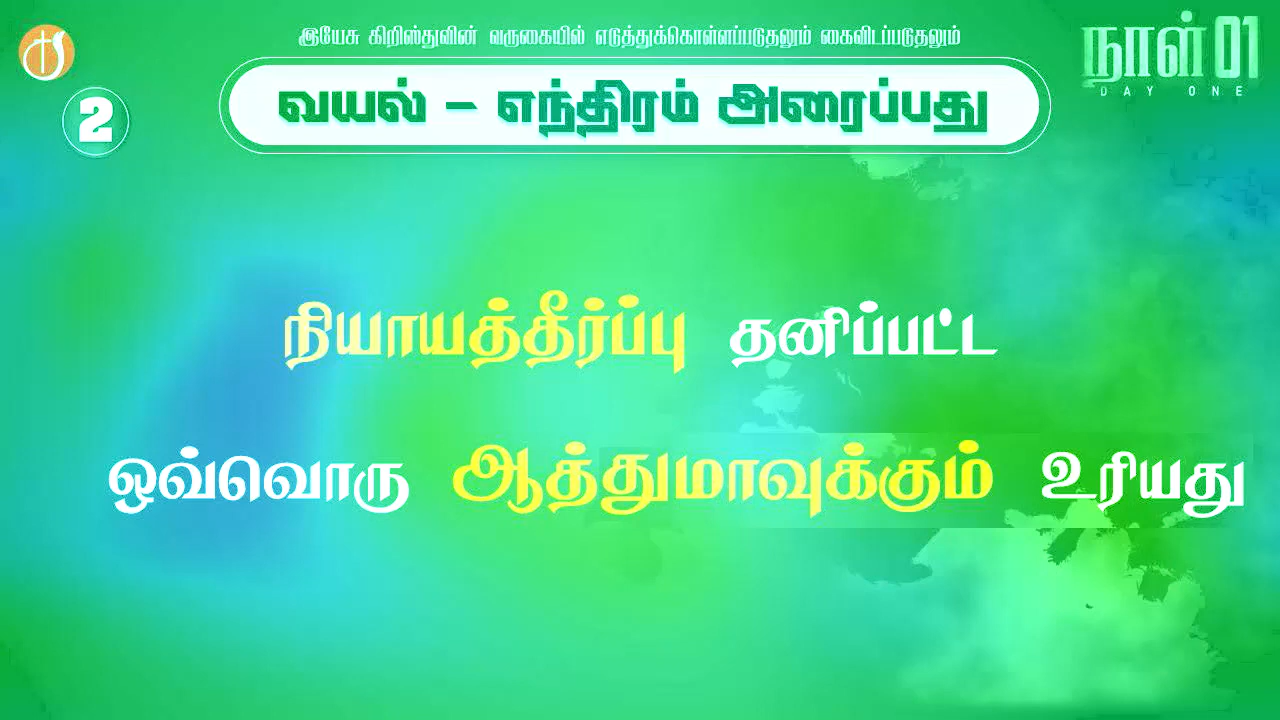 இயேசு கிறிஸ்துவின் வருகையில் எடுத்துக்கொள்ளப்படுதலும் கைவிடப்படுதலும்
நாள் 01
DAY ONE
2
வயல் – எந்திரம் அரைப்பது
நியாயத்தீர்ப்பு தனிப்பட்ட
ஒவ்வொரு ஆத்துமாவுக்கும் உரியது